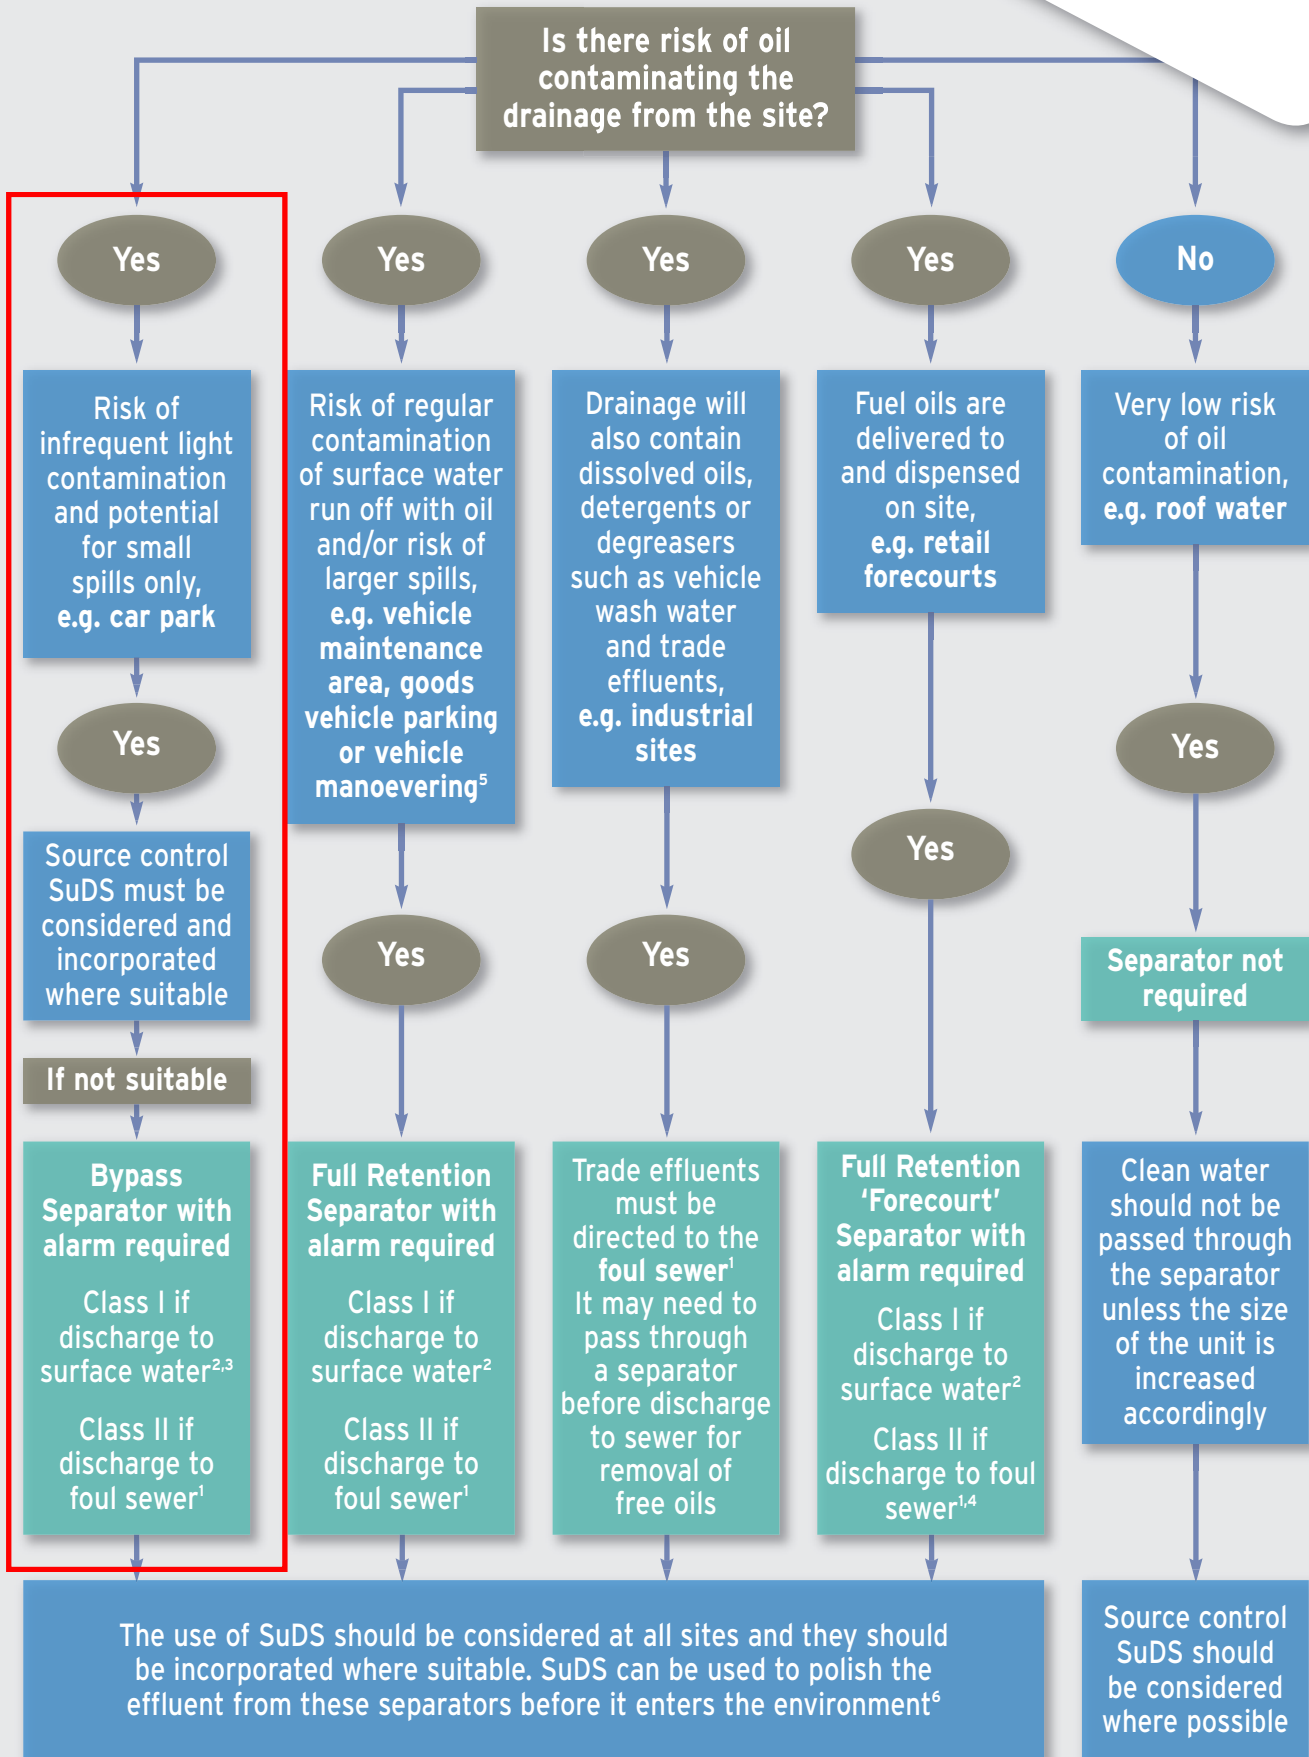 Is there risk of oil
contaminating the
drainage from the site?
Yes
Risk of
infrequent light
contamination
and potential
for small
spills only,
e.g. car park
Yes
Source control
SuDS must be
considered and
incorporated
where suitable
If not suitable
Bypass
Separator with
alarm required
Class I if
discharge to
surface water²,³
Class II if
discharge to
foul sewer¹
Yes
Risk of regular
contamination
of surface water
run off with oil
and/or risk of
larger spills,
e.g. vehicle
maintenance
area, goods
vehicle parking
or vehicle
manoevering⁵
Yes
Full Retention
Separator with
alarm required
Class I if
discharge to
surface water²
Class II if
discharge to
foul sewer¹
Yes
Drainage will
also contain
dissolved oils,
detergents or
degreasers
such as vehicle
wash water
and trade
effluents,
e.g. industrial
sites
Yes
Trade effluents
must be
directed to the
foul sewer¹
It may need to
pass through
a separator
before discharge
to sewer for
removal of
free oils
Yes
Fuel oils are
delivered to
and dispensed
on site,
e.g. retail
forecourts
Yes
Full Retention
‘Forecourt’
Separator with
alarm required
Class I if
discharge to
surface water²
Class II if
discharge to foul
sewer¹,⁴
No
Very low risk
of oil
contamination,
e.g. roof water
Yes
Separator not
required
Clean water
should not be
passed through
the separator
unless the size
of the unit is
increased
accordingly
The use of SuDS should be considered at all sites and they should
be incorporated where suitable. SuDS can be used to polish the
effluent from these separators before it enters the environment⁶
Source control
SuDS should
be considered
where possible